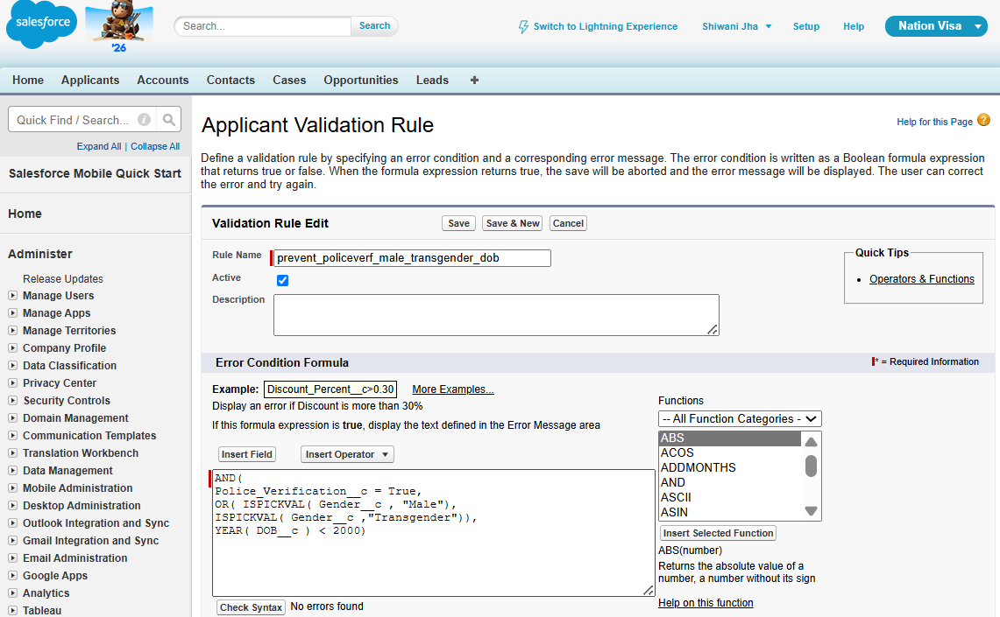 salesforce
'26
Search...
Search
Switch to Lightning Experience
Shiwani Jha
Setup
Help
Nation Visa
Home
Applicants
Accounts
Contacts
Cases
Opportunities
Leads
+
Quick Find / Search...
i
Expand All | Collapse All
Salesforce Mobile Quick Start
Home
Administer
Release Updates
Manage Users
Manage Apps
Manage Territories
Company Profile
Data Classification
Privacy Center
Security Controls
Domain Management
Communication Templates
Translation Workbench
Data Management
Mobile Administration
Desktop Administration
Outlook Integration and Sync
Gmail Integration and Sync
Email Administration
Google Apps
Analytics
Tableau
Applicant Validation Rule
Help for this Page ?
Define a validation rule by specifying an error condition and a corresponding error message. The error condition is written as a Boolean formula expression
that returns true or false. When the formula expression returns true, the save will be aborted and the error message will be displayed. The user can correct
the error and try again.
Validation Rule Edit
Save
Save & New
Cancel
Rule Name
prevent_policeverf_male_transgender_dob
Active
Description
Quick Tips
• Operators & Functions
Error Condition Formula
* = Required Information
Example: Discount_Percent__c>0.30 More Examples...
Display an error if Discount is more than 30%
If this formula expression is true, display the text defined in the Error Message area
Insert Field
Insert Operator
AND(
Police_Verification__c = True,
OR( ISPICKVAL( Gender__c , "Male"),
ISPICKVAL( Gender__c ,"Transgender")),
YEAR( DOB__c ) < 2000)
Check Syntax No errors found
Functions
-- All Function Categories -
ABS
ACOS
ADDMONTHS
AND
ASCII
ASIN
Insert Selected Function
ABS(number)
Returns the absolute value of a
number, a number without its sign
Help on this function